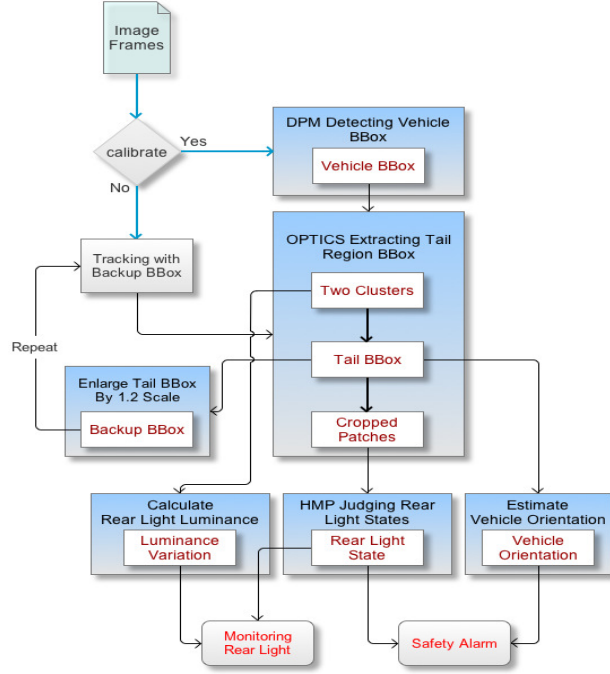 Image
Frames
calibrate
Yes
No
DPM Detecting Vehicle
BBox
Vehicle BBox
OPTICS Extracting Tail
Region BBox
Two Clusters
Tail BBox
Cropped
Patches
Tracking with
Backup BBox
Repeat
Enlarge Tail BBox
By 1.2 Scale
Backup BBox
Calculate
Rear Light Luminance
Luminance
Variation
HMP Judging Rear
Light States
Rear Light
State
Estimate
Vehicle Orientation
Vehicle
Orientation
Monitoring
Rear Light
Safety Alarm